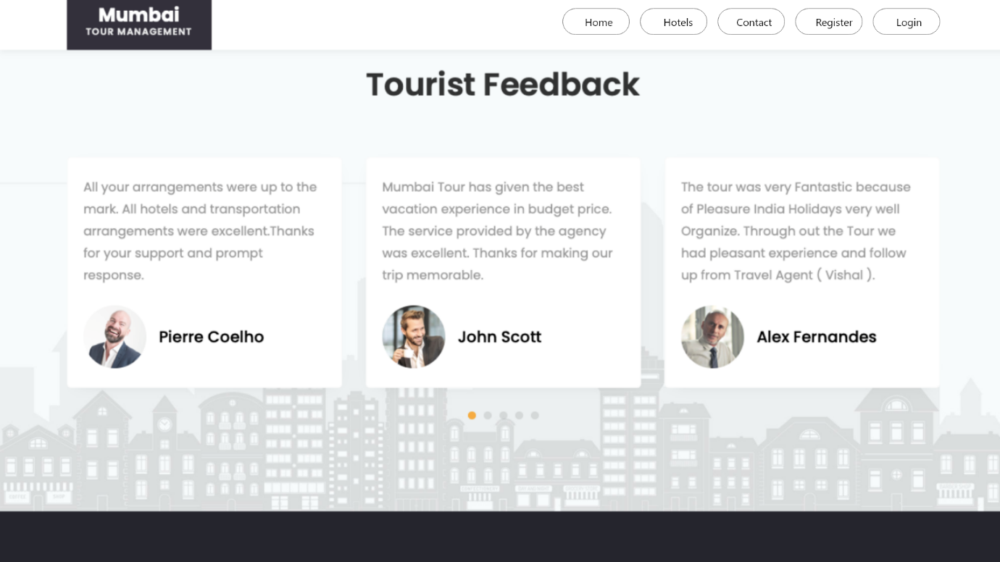 Mumbai
TOUR MANAGEMENT
Home
Hotels
Contact
Register
Login
Tourist Feedback
All your arrangements were up to the
mark. All hotels and transportation
arrangements were excellent.Thanks
for your support and prompt
response.
Pierre Coelho
Mumbai Tour has given the best
vacation experience in budget price.
The service provided by the agency
was excellent. Thanks for making our
trip memorable.
John Scott
The tour was very Fantastic because
of Pleasure India Holidays very well
Organize. Through out the Tour we
had pleasant experience and follow
up from Travel Agent ( Vishal ).
Alex Fernandes
COFFEE
SHOP